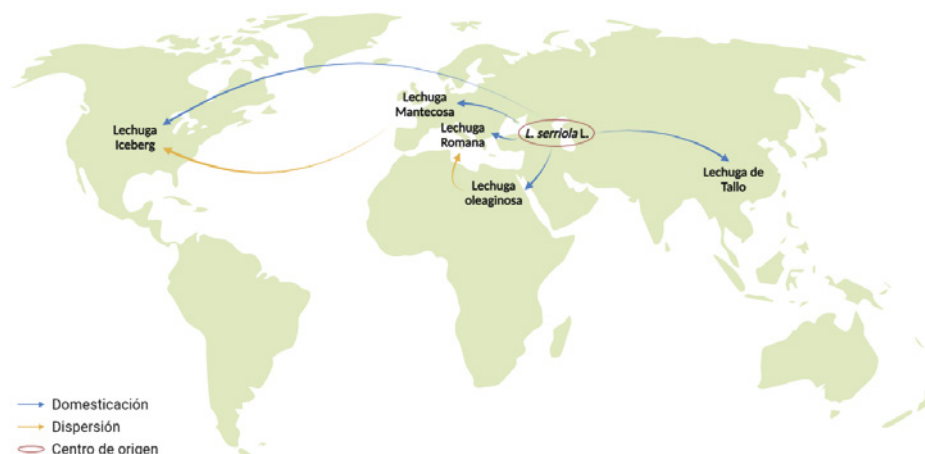 Lechuga
Iceberg
Lechuga
Mantecosa
Lechuga
Romana
L. serriola L.
Lechuga de
Tallo
Lechuga
oleaginosa
Domesticación
Dispersión
Centro de origen